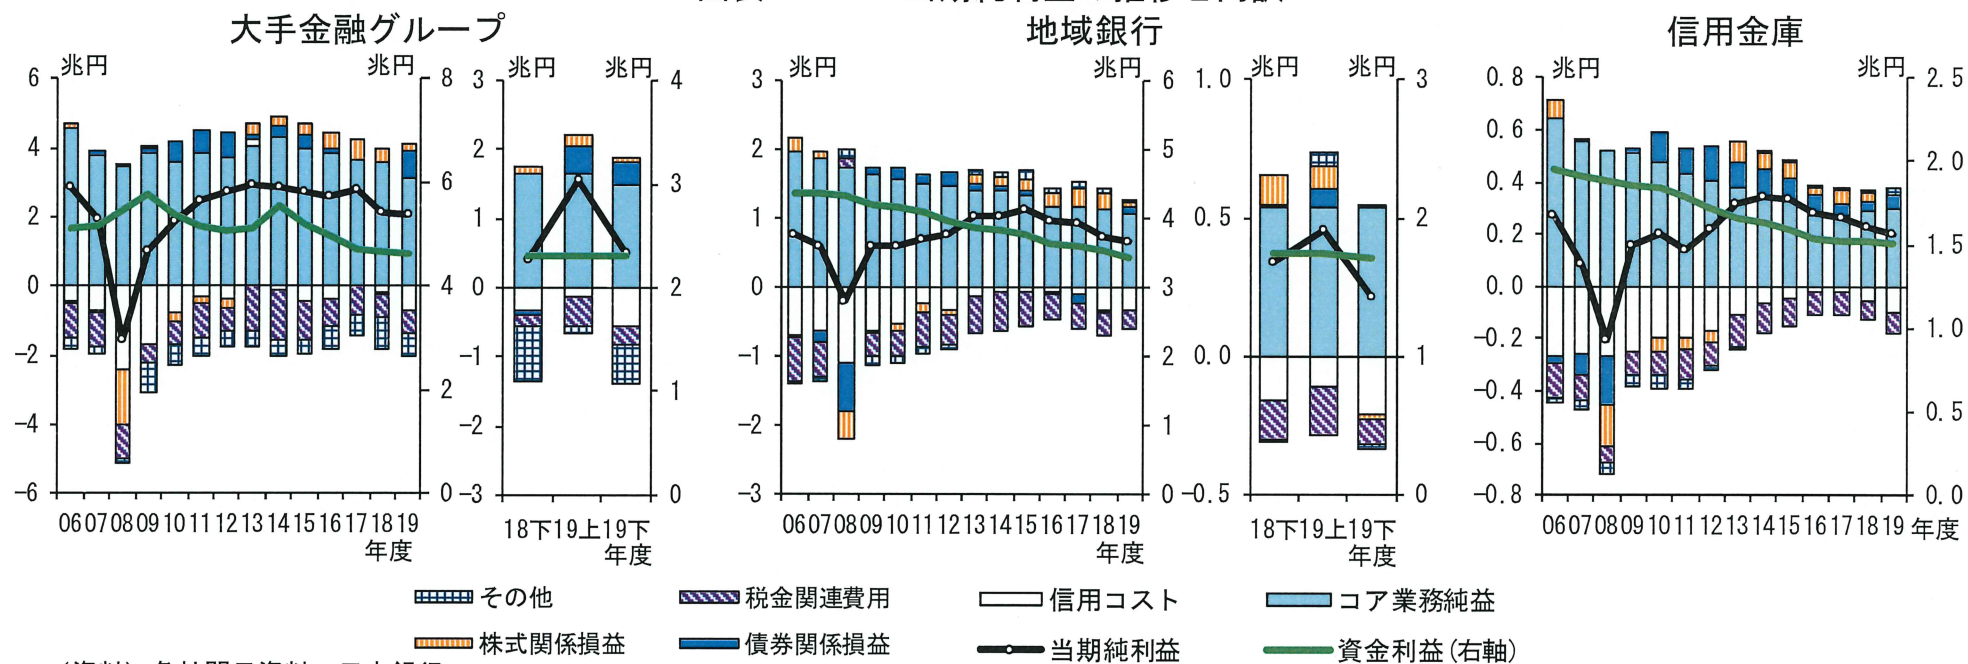 大手金融グループ
地域銀行
信用金庫
兆円 兆円 兆円 兆円 兆円 兆円 兆円 兆円 兆円 兆円
6 4 2 0 −2 −4 −6
8 6 4 2 0
06 07 08 09 10 11 12 13 14 15 16 17 18 19
年度
3 2 1 0 −1 −2 −3
4 3 2 1 0
18下 19上 19下
年度
3 2 1 0 −1 −2 −3
6 5 4 3 2 1 0
06 07 08 09 10 11 12 13 14 15 16 17 18 19
年度
1.0 0.5 0.0 −0.5
3 2 1 0
18下 19上 19下
年度
0.8 0.6 0.4 0.2 0.0 −0.2 −0.4 −0.6 −0.8
2.5 2.0 1.5 1.0 0.5 0.0
06 07 08 09 10 11 12 13 14 15 16 17 18 19 年度
その他 税金関連費用 信用コスト コア業務純益
株式関係損益 債券関係損益 当期純利益 資金利益(右軸)